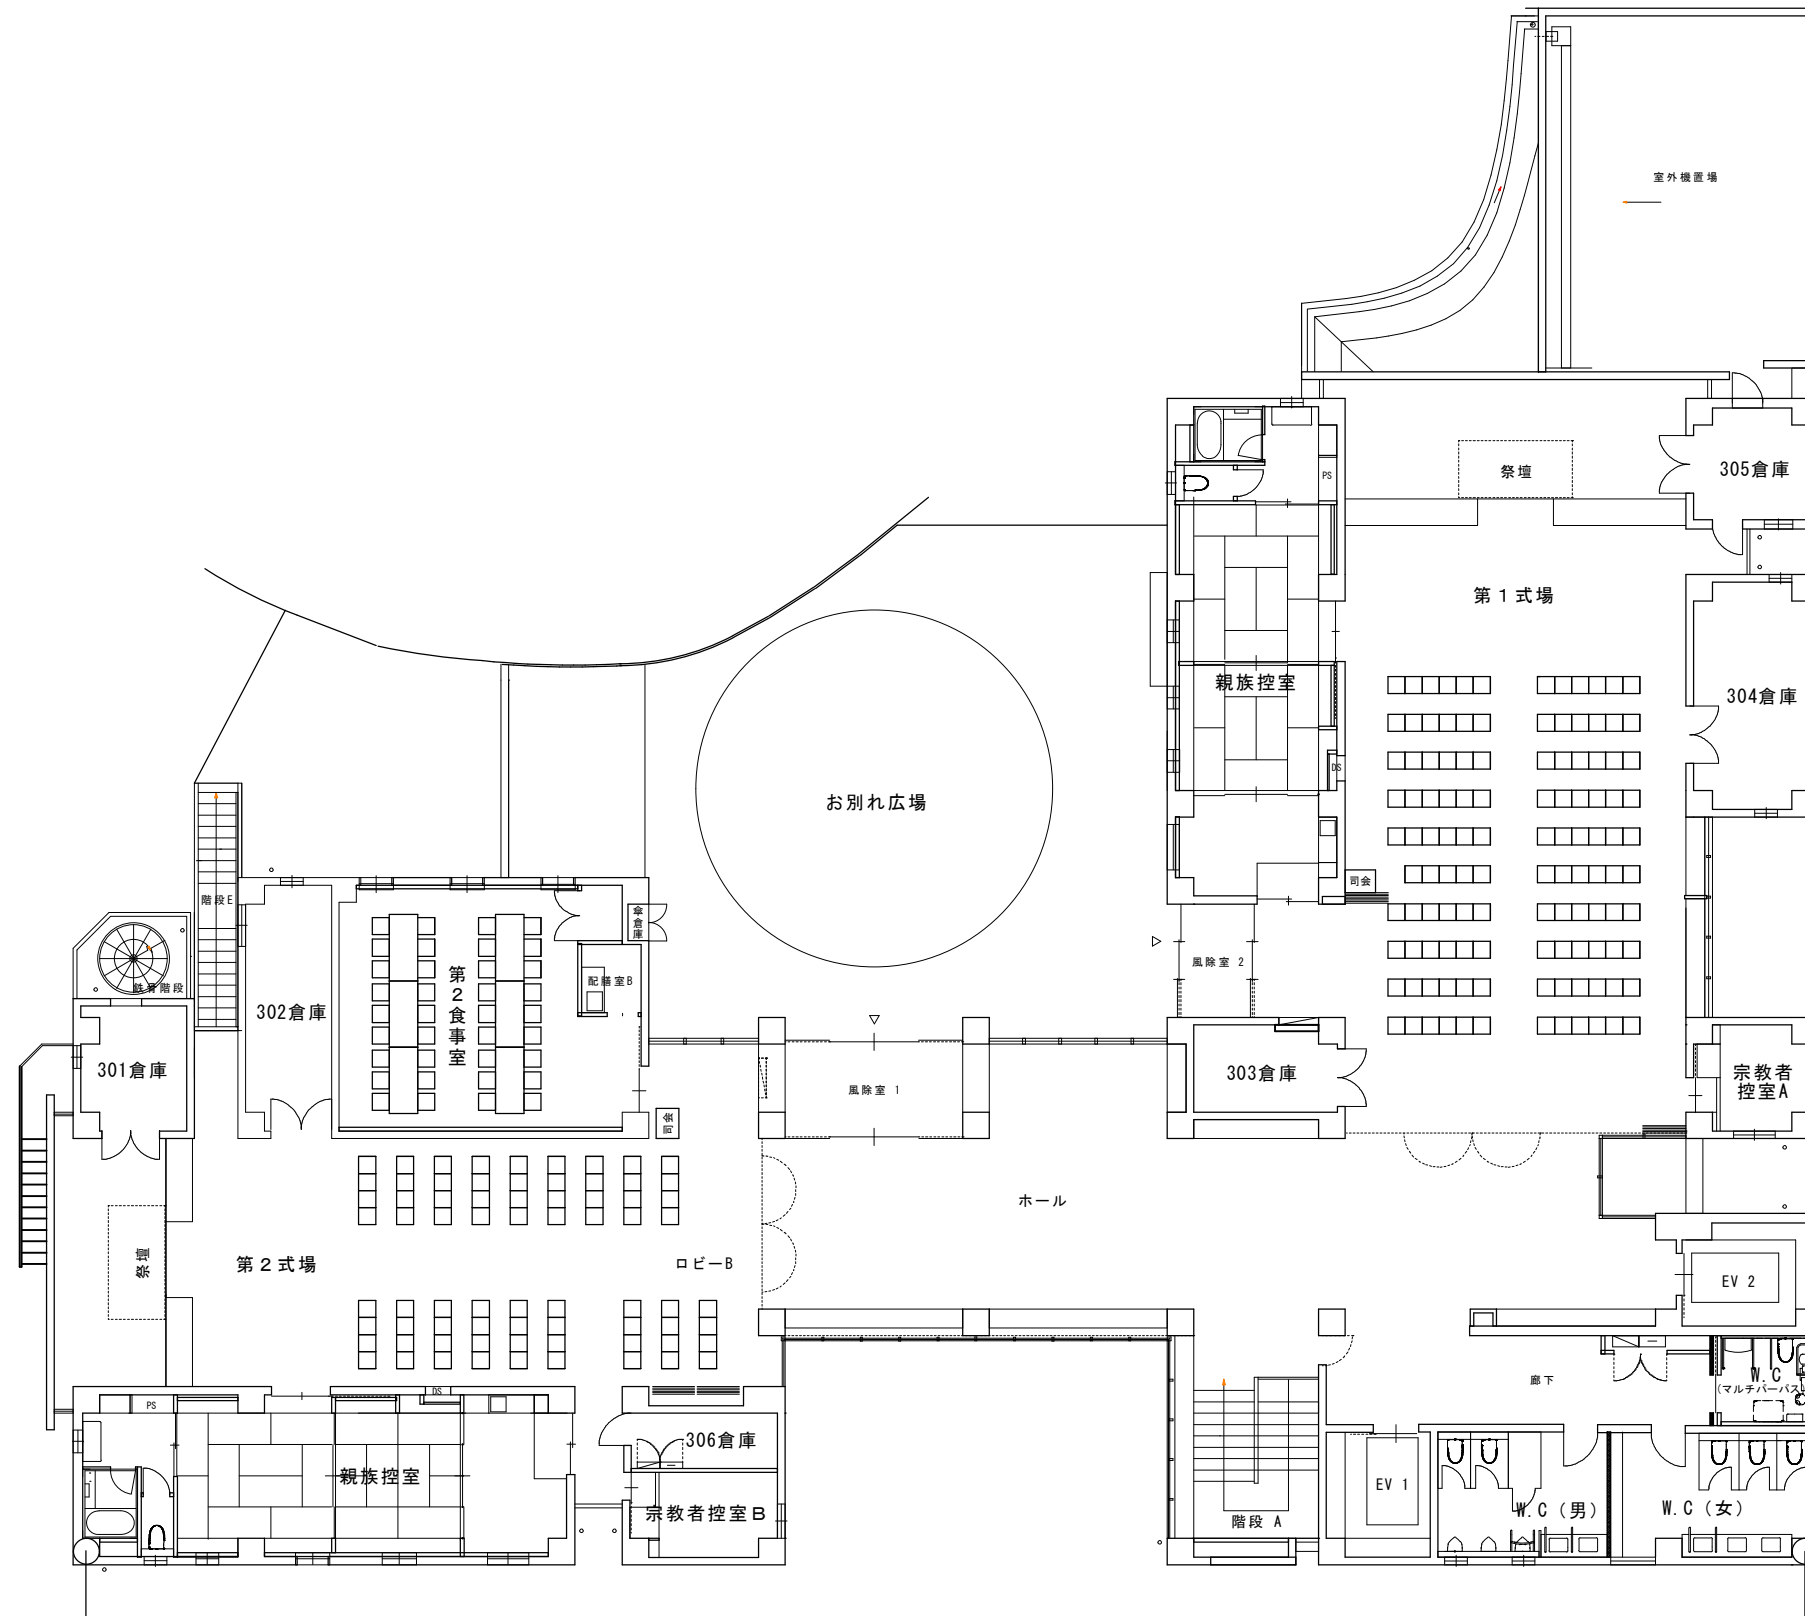 室外機置場
305倉庫
祭壇
PS
第１式場
親族控室
304倉庫
DS
お別れ広場
司会
階段E
傘倉庫
第２食事室
配膳室B
風除室 2
鉄骨階段
302倉庫
301倉庫
風除室 1
303倉庫
宗教者
控室A
司会
ホール
祭壇
第２式場
ロビーB
EV 2
廊下
W.C
(マルチパーパス)
DS
PS
306倉庫
親族控室
宗教者控室Ｂ
EV 1
階段 A
W.C（男）
W.C（女）